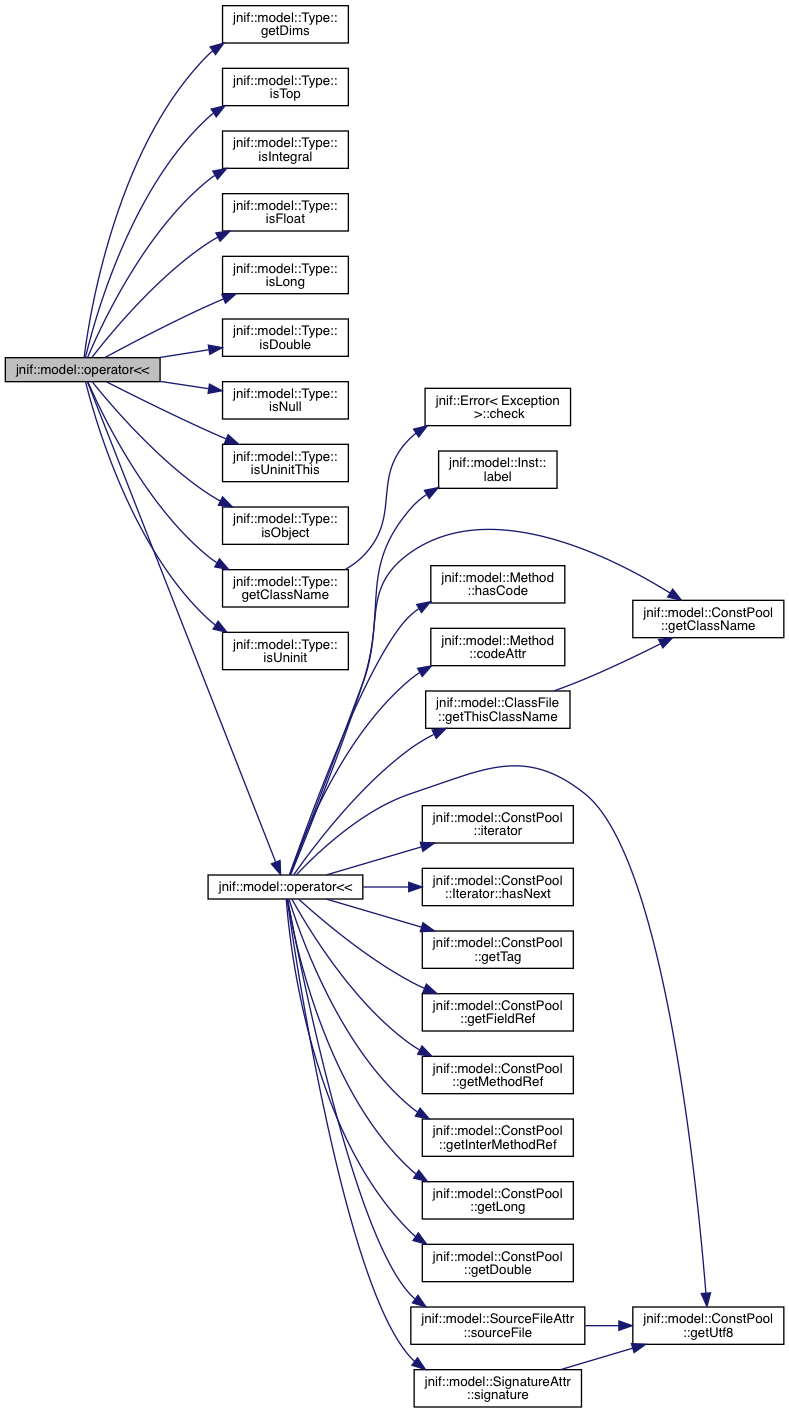 jnif::model::Type::
getDims
jnif::model::Type::
isTop
jnif::model::Type::
isIntegral
jnif::model::Type::
isFloat
jnif::model::Type::
isLong
jnif::model::Type::
isDouble
jnif::model::operator<<
jnif::model::Type::
isNull
jnif::Error< Exception
>::check
jnif::model::Type::
isUninitThis
jnif::model::Inst::
label
jnif::model::Type::
isObject
jnif::model::Type::
getClassName
jnif::model::Method
::hasCode
jnif::model::ConstPool
::getClassName
jnif::model::Type::
isUninit
jnif::model::Method
::codeAttr
jnif::model::ClassFile
::getThisClassName
jnif::model::ConstPool
::iterator
jnif::model::operator<<
jnif::model::ConstPool
::Iterator::hasNext
jnif::model::ConstPool
::getTag
jnif::model::ConstPool
::getFieldRef
jnif::model::ConstPool
::getMethodRef
jnif::model::ConstPool
::getInterMethodRef
jnif::model::ConstPool
::getLong
jnif::model::ConstPool
::getDouble
jnif::model::SourceFileAttr
::sourceFile
jnif::model::ConstPool
::getUtf8
jnif::model::SignatureAttr
::signature